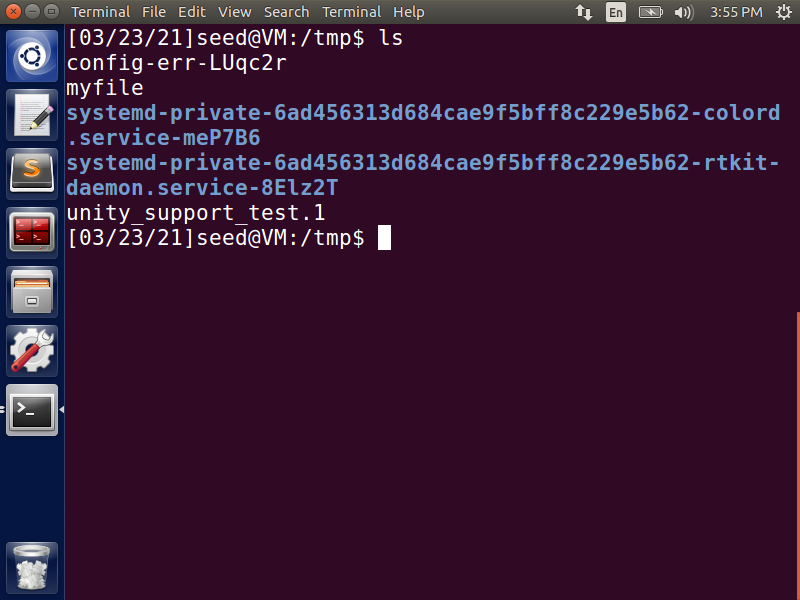 Terminal File Edit View Search Terminal Help En 3:55 PM
[03/23/21]seed@VM:/tmp$ ls
config-err-LUqc2r
myfile
systemd-private-6ad456313d684cae9f5bff8c229e5b62-colord
.service-meP7B6
systemd-private-6ad456313d684cae9f5bff8c229e5b62-rtkit-
daemon.service-8Elz2T
unity_support_test.1
[03/23/21]seed@VM:/tmp$